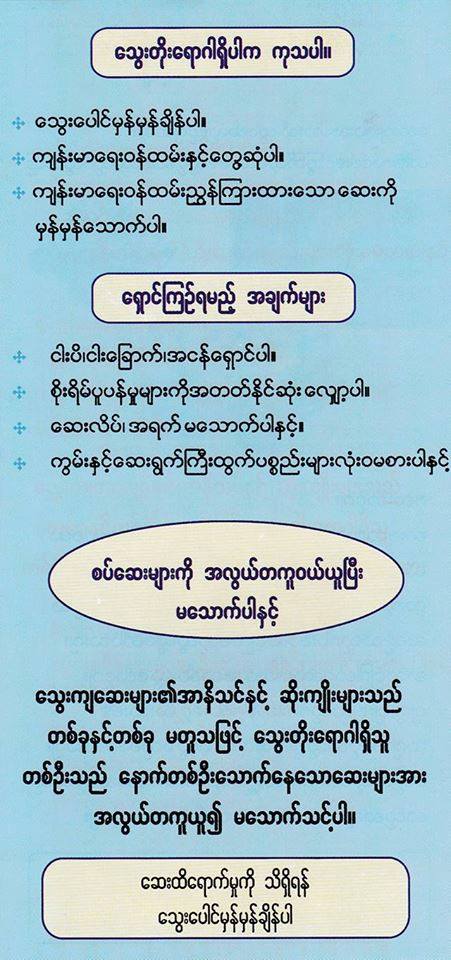 သွေးတိုးရောဂါရှိပါက ကုသပါ။
သွေးပေါင်မှန်မှန်ချိန်ပါ။
ကျန်းမာရေးဝန်ထမ်းနှင့်တွေ့ဆုံပါ။
ကျန်းမာရေးဝန်ထမ်းညွှန်ကြားထားသော ဆေးကို
မှန်မှန်သောက်ပါ။
ရှောင်ကြဉ်ရမည့် အချက်များ
ငါးပိ၊ငါးခြောက်၊အငန်ရှောင်ပါ။
စိုးရိမ်ပူပန်မှုများကိုအတတ်နိုင်ဆုံး လျှော့ပါ။
ဆေးလိပ်၊ အရက် မသောက်ပါနှင့်။
ကွမ်းနှင့်ဆေးရွက်ကြီးထွက်ပစ္စည်းများလုံးဝမစားပါနှင့်
စပ်ဆေးများကို အလွယ်တကူဝယ်ယူပြီး
မသောက်ပါနှင့်
သွေးကျဆေးများ၏အာနိသင်နှင့် ဆိုးကျိုးများသည်
တစ်ခုနှင့်တစ်ခု မတူသဖြင့် သွေးတိုးရောဂါရှိသူ
တစ်ဦးသည် နောက်တစ်ဦးသောက်နေသောဆေးများအား
အလွယ်တကူယူ၍ မသောက်သင့်ပါ။
ဆေးထိရောက်မှုကို သိရှိရန်
သွေးပေါင်မှန်မှန်ချိန်ပါ